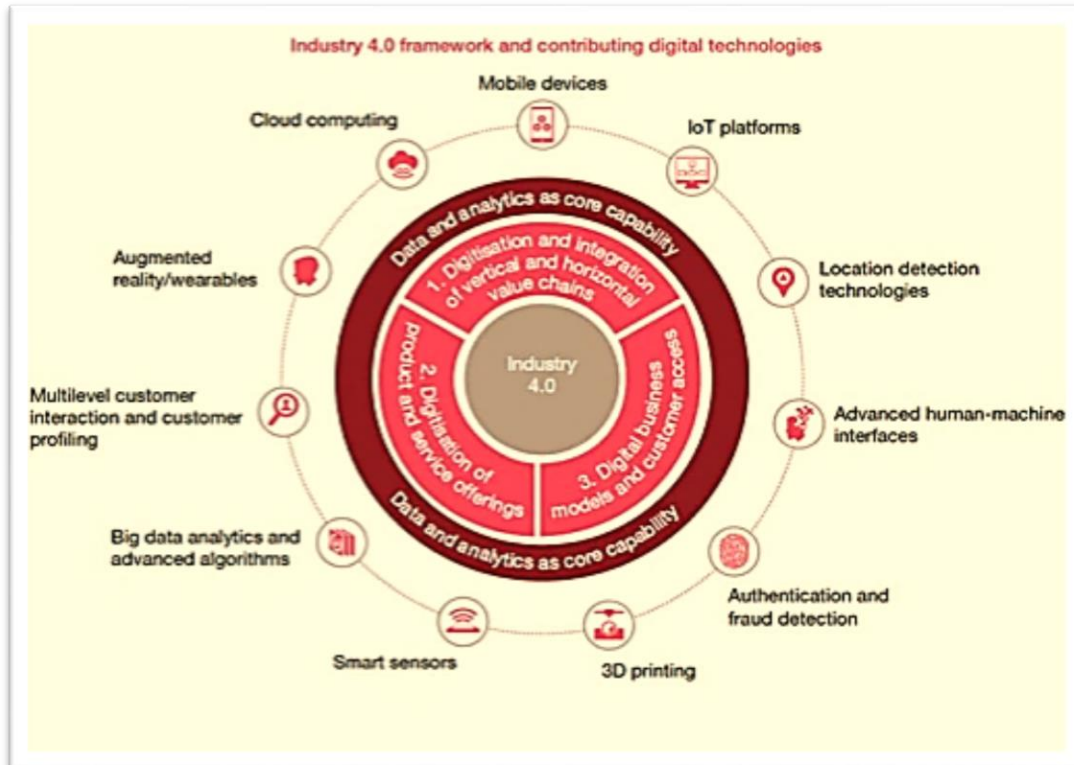 Industry 4.0 framework and contributing digital technologies
Mobile devices
IoT platforms
Location detection
technologies
Advanced human-machine
interfaces
Authentication and
fraud detection
3D printing
Smart sensors
Big data analytics and
advanced algorithms
Multilevel customer
interaction and customer
profiling
Augmented
reality/wearables
Cloud computing
Data and analytics as core capability
1. Digitisation and integration
of vertical and horizontal
value chains
2. Digitisation of
product and service offerings
3. Digital business
models and customer access
Industry
4.0
Data and analytics as core capability